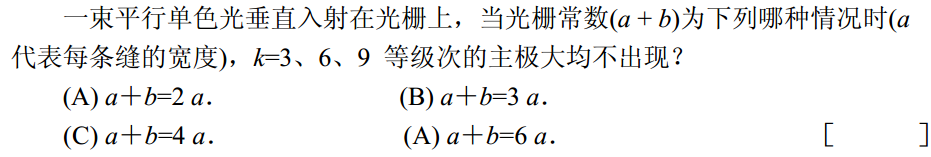 一束平行单色光垂直入射在光栅上，当光栅常数(a + b)为下列哪种情况时(a
代表每条缝的宽度)，k=3、6、9 等级次的主极大均不出现？
(A) a＋b=2 a． (B) a＋b=3 a．
(C) a＋b=4 a． (A) a＋b=6 a． [ ]